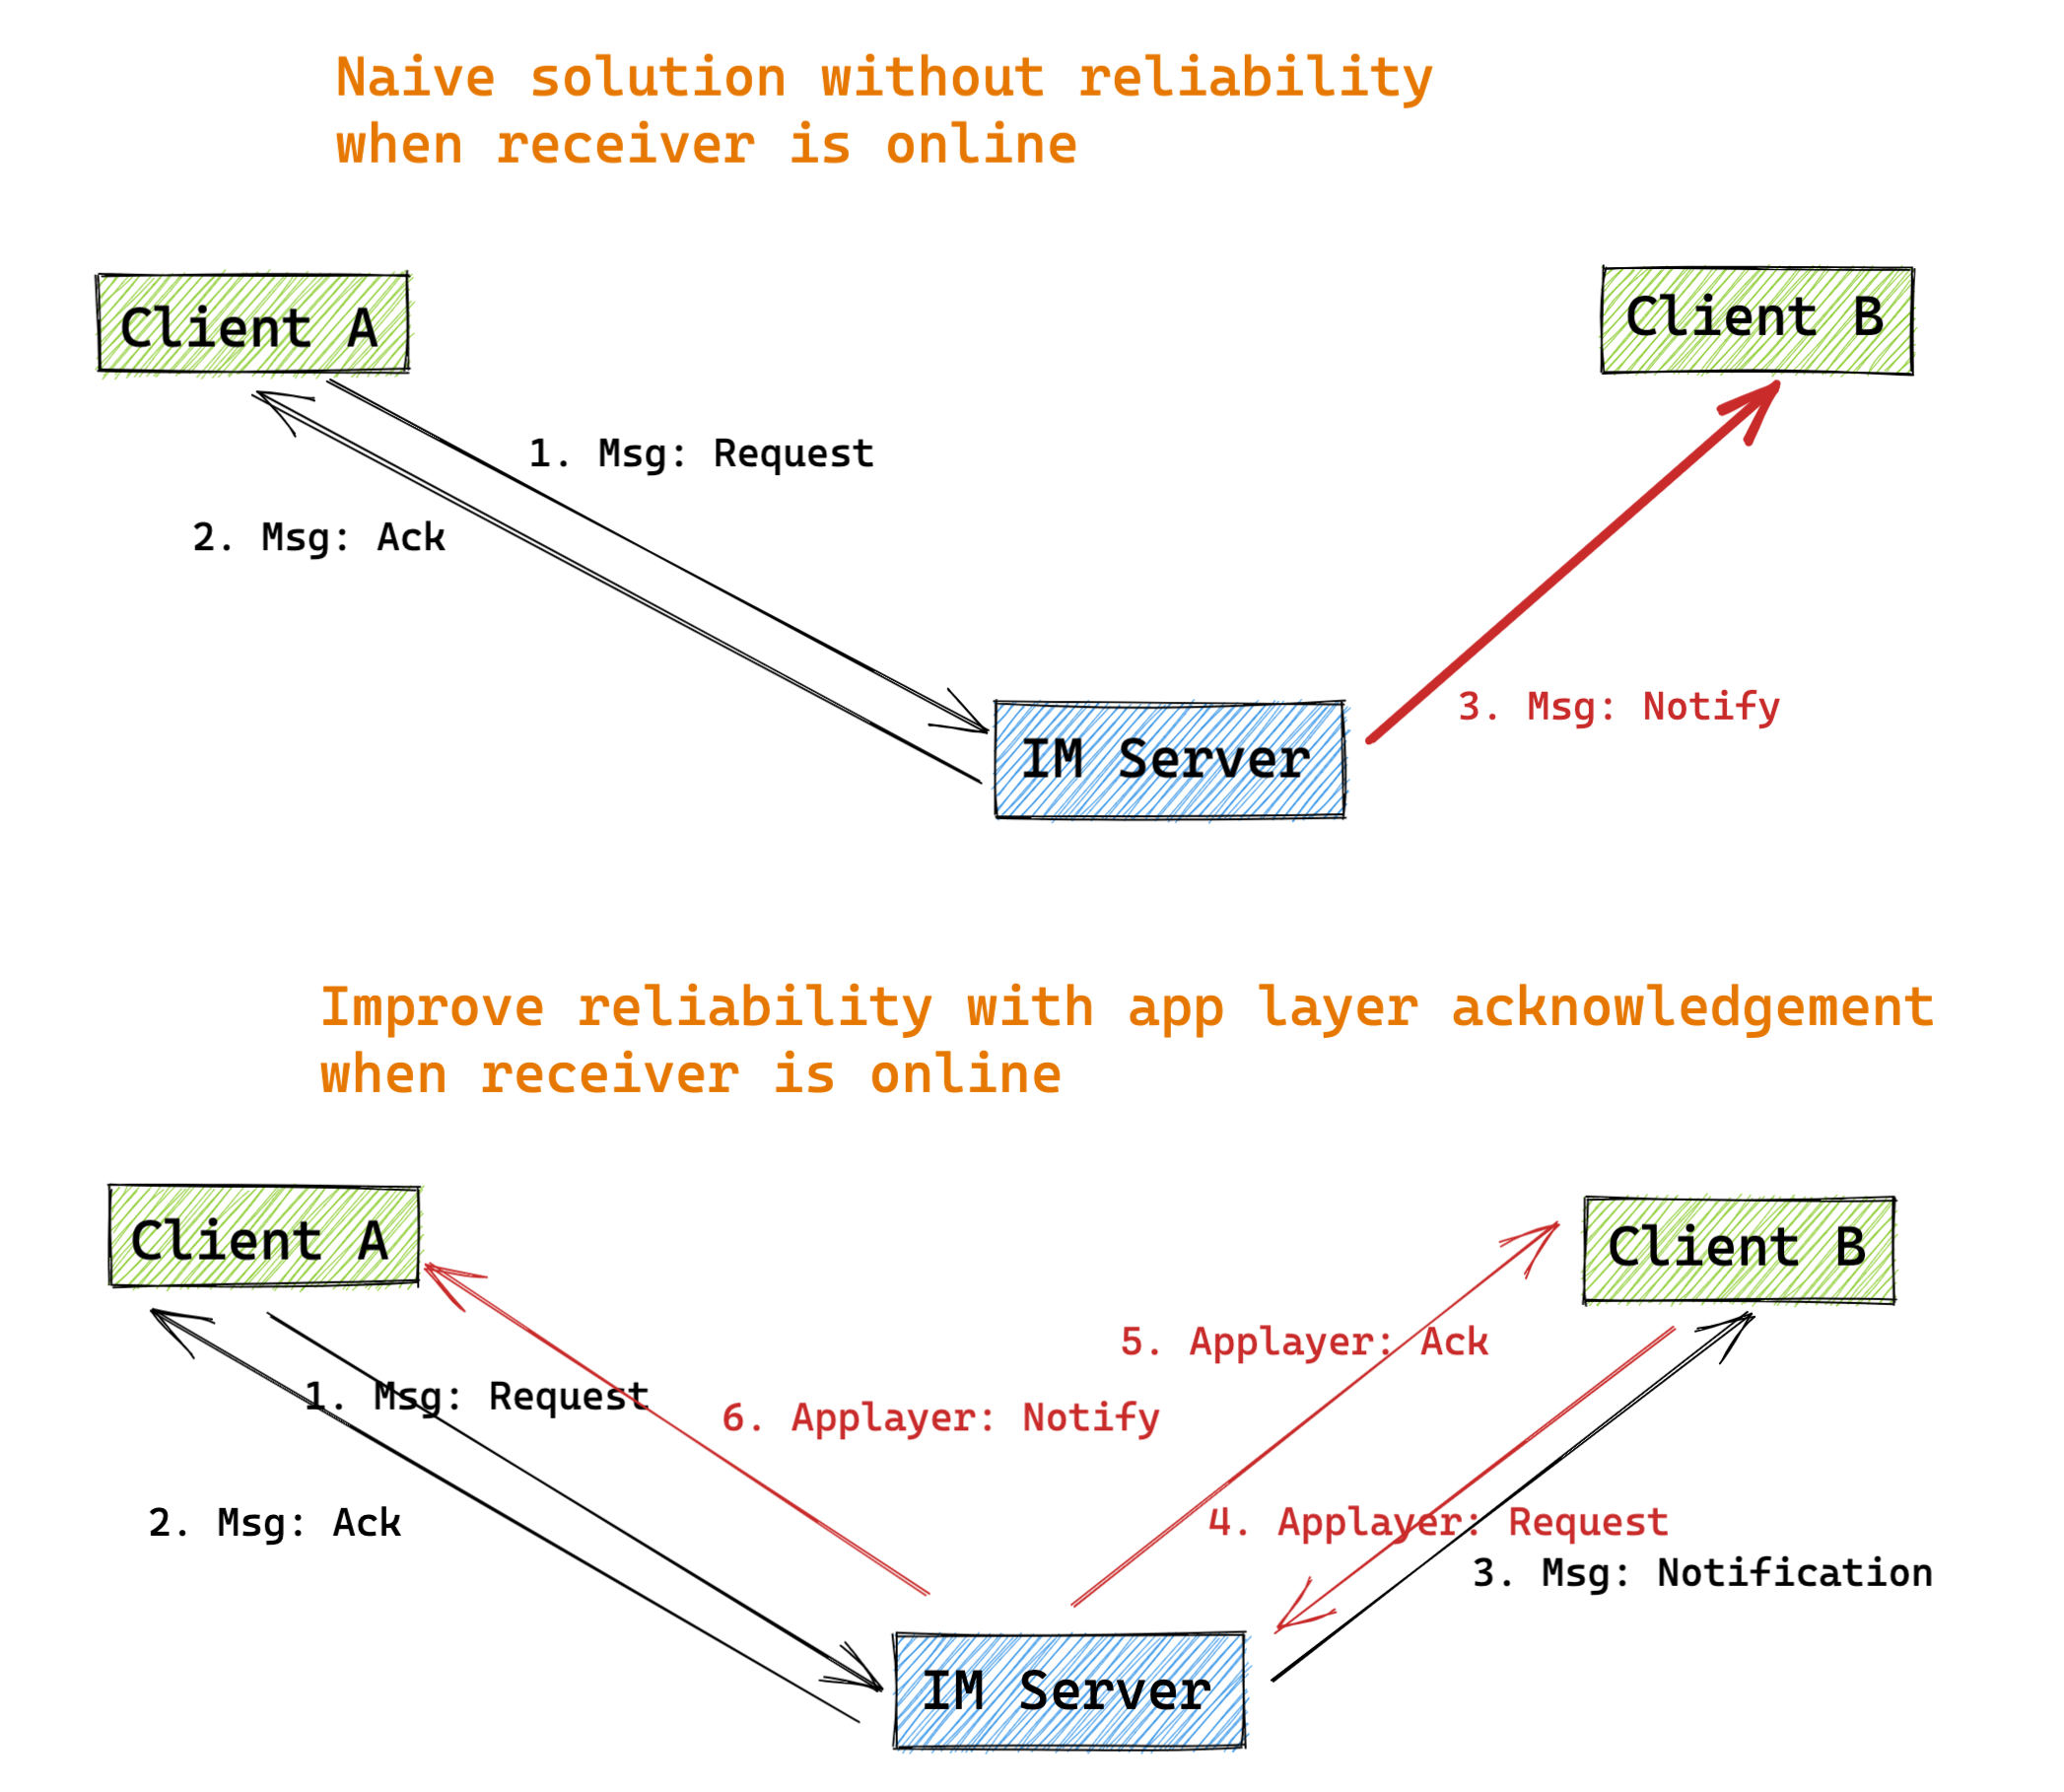 Naive solution without reliability
when receiver is online
Client A
Client B
1. Msg: Request
2. Msg: Ack
3. Msg: Notify
IM Server
Improve reliability with app layer acknowledgement
when receiver is online
Client A
Client B
5. Applayer: Ack
1. Msg: Request
6. Applayer: Notify
2. Msg: Ack
4. Applayer: Request
3. Msg: Notification
IM Server